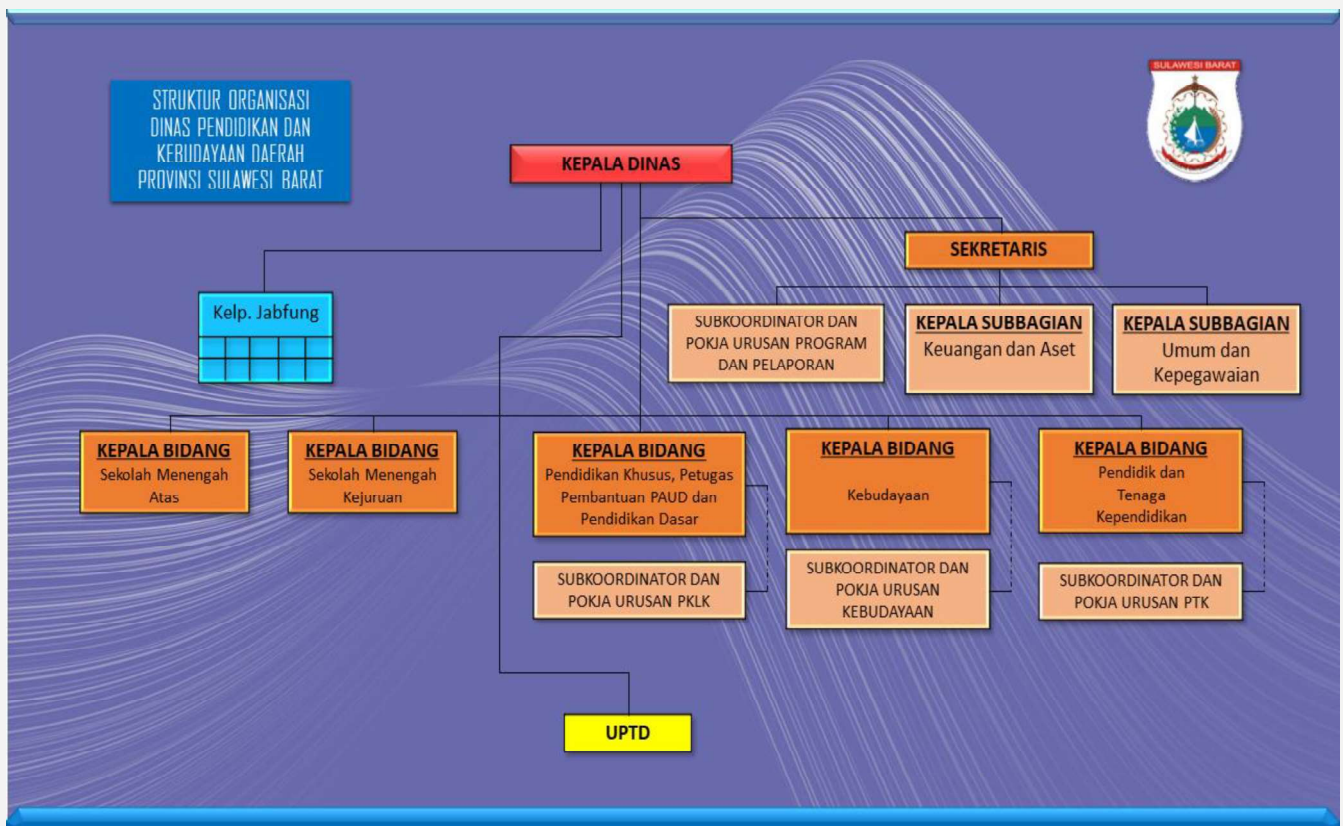 STRUKTUR ORGANISASI
DINAS PENDIDIKAN DAN
KEBUDAYAAN DAERAH
PROVINSI SULAWESI BARAT
SULAWESI BARAT
KEPALA DINAS
SEKRETARIS
Kelp. Jabfung
SUBKOORDINATOR DAN
POKJA URUSAN PROGRAM
DAN PELAPORAN
KEPALA SUBBAGIAN
Keuangan dan Aset
KEPALA SUBBAGIAN
Umum dan
Kepegawaian
KEPALA BIDANG
Sekolah Menengah
Atas
KEPALA BIDANG
Sekolah Menengah
Kejuruan
KEPALA BIDANG
Pendidikan Khusus, Petugas
Pembantuan PAUD dan
Pendidikan Dasar
KEPALA BIDANG
Kebudayaan
KEPALA BIDANG
Pendidik dan
Tenaga
Kependidikan
SUBKOORDINATOR DAN
POKJA URUSAN PKLK
SUBKOORDINATOR DAN
POKJA URUSAN
KEBUDAYAAN
SUBKOORDINATOR DAN
POKJA URUSAN PTK
UPTD